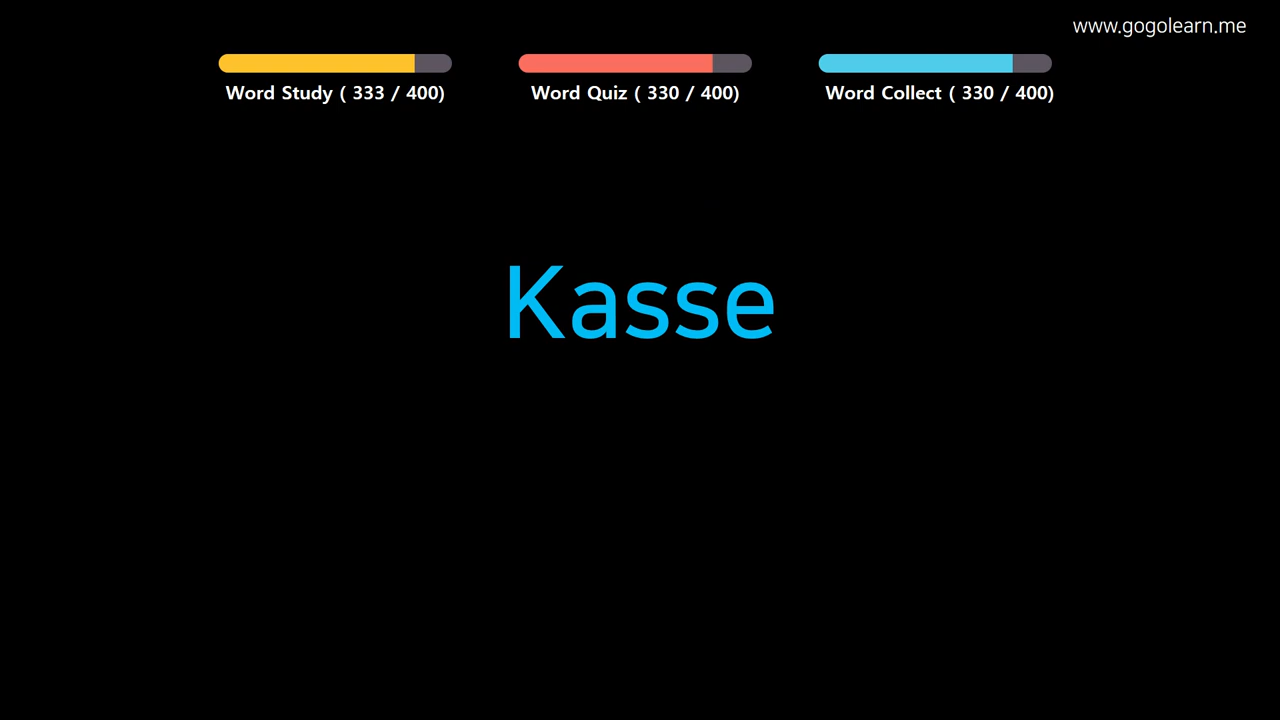 www.gogolearn.me
Word Study ( 333 / 400)
Word Quiz ( 330 / 400)
Word Collect ( 330 / 400)
Kasse